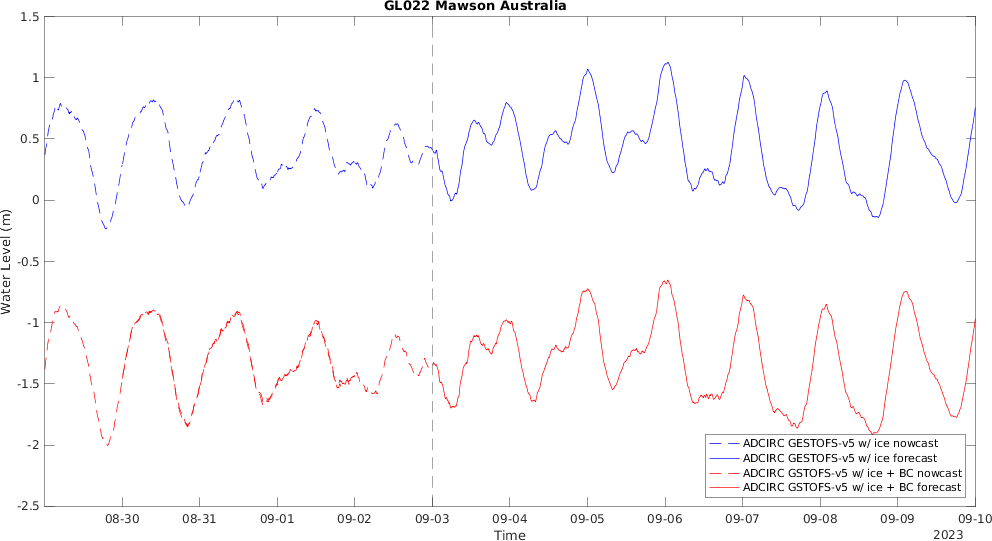 GL022 Mawson Australia
Water Level (m)
1.5
1
0.5
0
-0.5
-1
-1.5
-2
-2.5
ADCIRC GESTOFS-v5 w/ ice nowcast
ADCIRC GESTOFS-v5 w/ ice forecast
ADCIRC GSTOFS-v5 w/ ice + BC nowcast
ADCIRC GSTOFS-v5 w/ ice + BC forecast
08-30 08-31 09-01 09-02 09-03 09-04 09-05 09-06 09-07 09-08 09-09 09-10
Time
2023